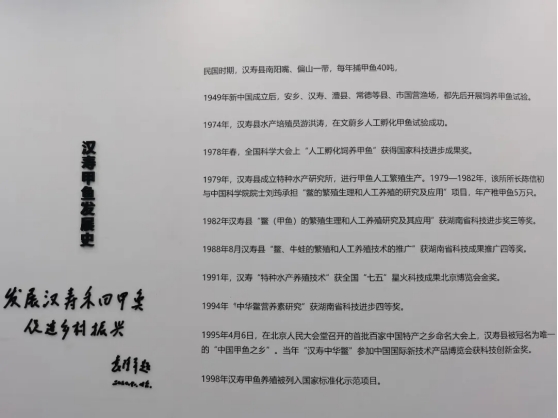 汉寿甲鱼发展史
发展汉寿禾田甲鱼
促进乡村振兴
民国时期，汉寿县南阳嘴、偏山一带，每年捕甲鱼40吨。
1949年新中国成立后，安乡、汉寿、澧县、常德等县、市国营渔场，都先后开展饲养甲鱼试验。
1974年，汉寿县水产培殖员游洪涛，在文蔚乡人工孵化甲鱼试验成功。
1978年春，全国科学大会上“人工孵化饲养甲鱼”获得国家科技进步成果奖。
1979年，汉寿县成立特种水产研究所，进行甲鱼人工繁殖生产。1979—1982年，该所所长陈信初
与中国科学院院士刘筠承担“鳖的繁殖生理和人工养殖的研究及应用”项目，年产稚甲鱼5万只。
1982年汉寿县“鳖（甲鱼）的繁殖生理和人工养殖研究及其应用”获湖南省科技进步奖三等奖。
1988年8月汉寿县“鳖、牛蛙的繁殖和人工养殖技术的推广”获湖南省科技成果推广四等奖。
1991年，汉寿“特种水产养殖技术”获全国“七五”星火科技成果北京博览会金奖。
1994年“中华鳖营养素研究”获湖南省科技进步四等奖。
1995年4月6日，在北京人民大会堂召开的首批百家中国特产之乡命名大会上，汉寿县被冠名为唯一
的“中国甲鱼之乡”。当年“汉寿中华鳖”参加中国国际新技术产品博览会获科技创新金奖。
1998年汉寿甲鱼养殖被列入国家标准化示范项目。